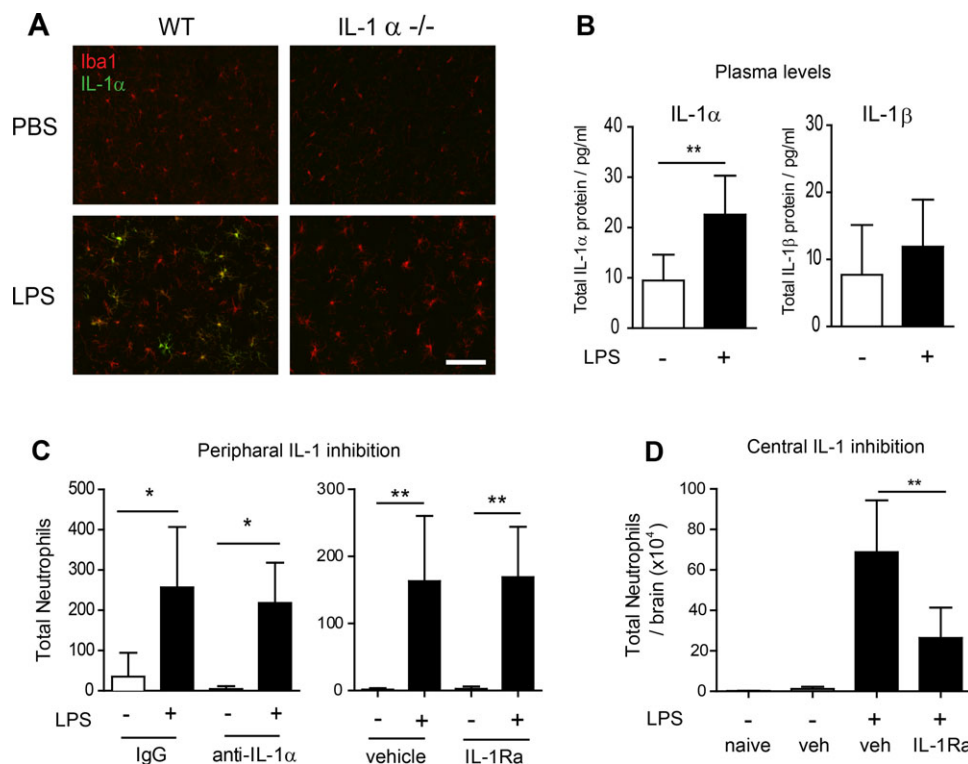 A
WT
IL-1 α -/-
Iba1
IL-1α
PBS
LPS
B
Plasma levels
IL-1α
Total IL-1α protein / pg/ml
40
30
20
10
0
**
LPS
- +
IL-1β
Total IL-1β protein / pg/ml
30
20
10
0
- +
C
Peripharal IL-1 inhibition
Total Neutrophils
500
400
300
200
100
0
*
*
LPS
- + - +
IgG anti-IL-1α
300
200
100
0
**
**
- + - +
vehicle IL-1Ra
D
Central IL-1 inhibition
Total Neutrophils
/ brain (x10⁴)
100
80
60
40
20
0
**
LPS
- - + +
naive veh veh IL-1Ra